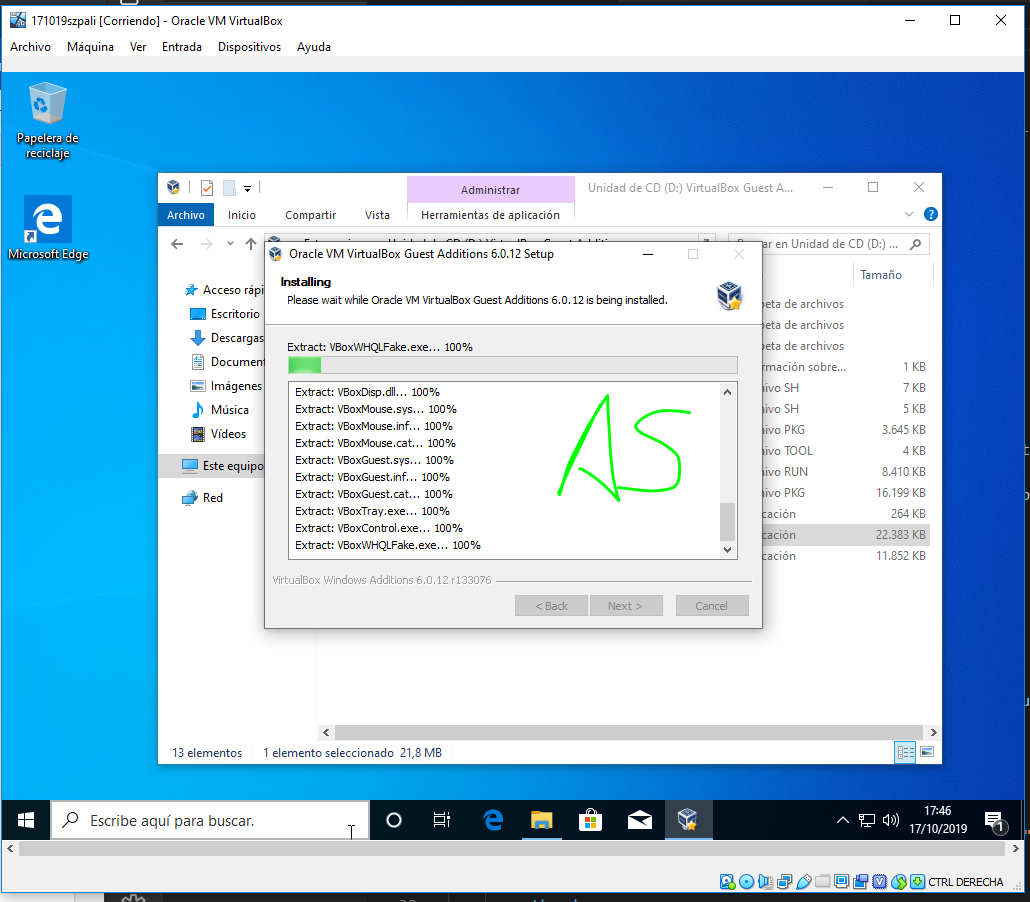 171019szpali [Corriendo] - Oracle VM VirtualBox
Archivo Máquina Ver Entrada Dispositivos Ayuda
Papelera de
reciclaje
Microsoft Edge
Administrar
Unidad de CD (D:) VirtualBox Guest A...
Archivo Inicio Compartir Vista Herramientas de aplicación
en Unidad de CD (D:) ...
Oracle VM VirtualBox Guest Additions 6.0.12 Setup
Installing
Please wait while Oracle VM VirtualBox Guest Additions 6.0.12 is being installed.
Extract: VBoxWHQLFake.exe... 100%
Extract: VBoxDisp.dll... 100%
Extract: VBoxMouse.sys... 100%
Extract: VBoxMouse.inf... 100%
Extract: VBoxMouse.cat... 100%
Extract: VBoxGuest.sys... 100%
Extract: VBoxGuest.inf... 100%
Extract: VBoxGuest.cat... 100%
Extract: VBoxTray.exe... 100%
Extract: VBoxControl.exe... 100%
Extract: VBoxWHQLFake.exe... 100%
AS
VirtualBox Windows Additions 6.0.12 r133076
< Back Next > Cancel
Acceso rápi
Escritorio
Descargas
Document
Imágenes
Música
Vídeos
Este equipo
Red
Tamaño
peta de archivos
peta de archivos
peta de archivos
rmación sobre... 1 KB
hivo SH 7 KB
hivo SH 5 KB
hivo PKG 3.645 KB
hivo TOOL 4 KB
hivo RUN 8.410 KB
hivo PKG 16.199 KB
cación 264 KB
cación 22.383 KB
cación 11.852 KB
13 elementos 1 elemento seleccionado 21,8 MB
Escribe aquí para buscar.
17:46
17/10/2019
1
CTRL DERECHA